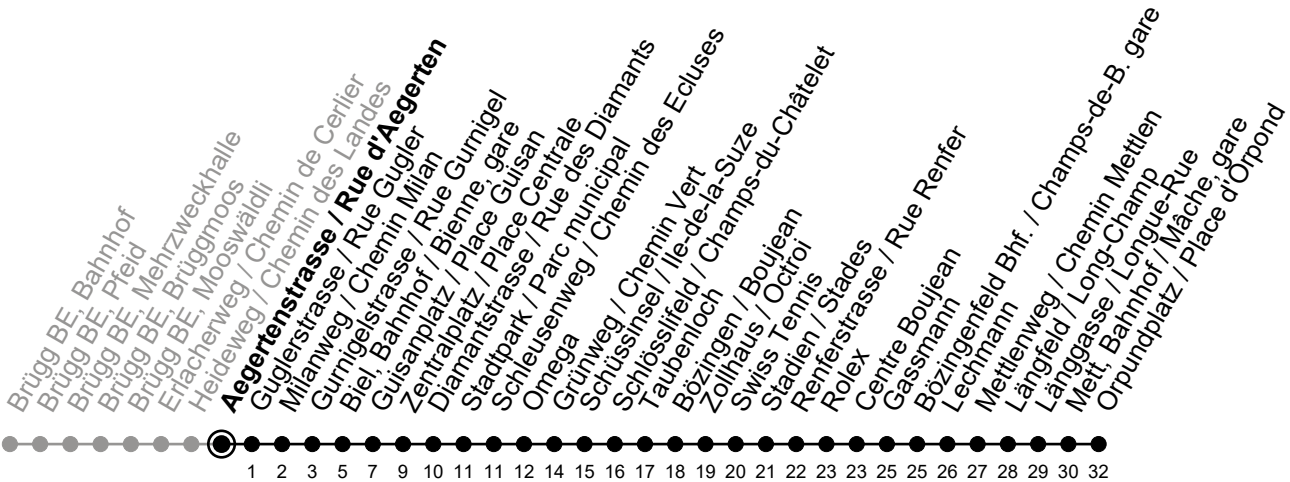 Brügg BE, Bahnhof
Brügg BE, Pfeid
Brügg BE, Mehrzweckhalle
Brügg BE, Brüggmoos
Brügg BE, Mooswäldli
Erlacherweg / Chemin de Cerlier
Heideweg / Chemin des Landes
Aegertenstrasse / Rue d'Aegerten
Guglerstrasse / Rue Gugler
Milanweg / Chemin Milan
Gurnigelstrasse / Rue Gurnigel
Biel, Bahnhof / Bienne, gare
Guisanplatz / Place Guisan
Zentralplatz / Place Centrale
Diamantstrasse / Rue des Diamants
Stadtpark / Parc municipal
Schleusenweg / Chemin des Ecluses
Omega
Grünweg / Chemin Vert
Schüssinsel / Ile-de-la-Suze
Schlösslifeld / Champs-du-Châtelet
Taubenloch
Bözingen / Boujean
Zollhaus / Octroi
Swiss Tennis
Stadien / Stades
Renferstrasse / Rue Renfer
Rolex
Centre Boujean
Gassmann
Bözingenfeld Bhf. / Champs-de-B. gare
Lechmann
Mettenweg / Chemin Mettlen
Längfeld / Long-Champ
Länggasse / Longue-Rue
Mett, Bahnhof / Mâche, gare
Orpundplatz / Place d'Orpond
1 2 3 5 7 9 10 11 11 12 14 15 16 17 18 19 20 21 22 23 23 25 25 26 27 28 29 30 32